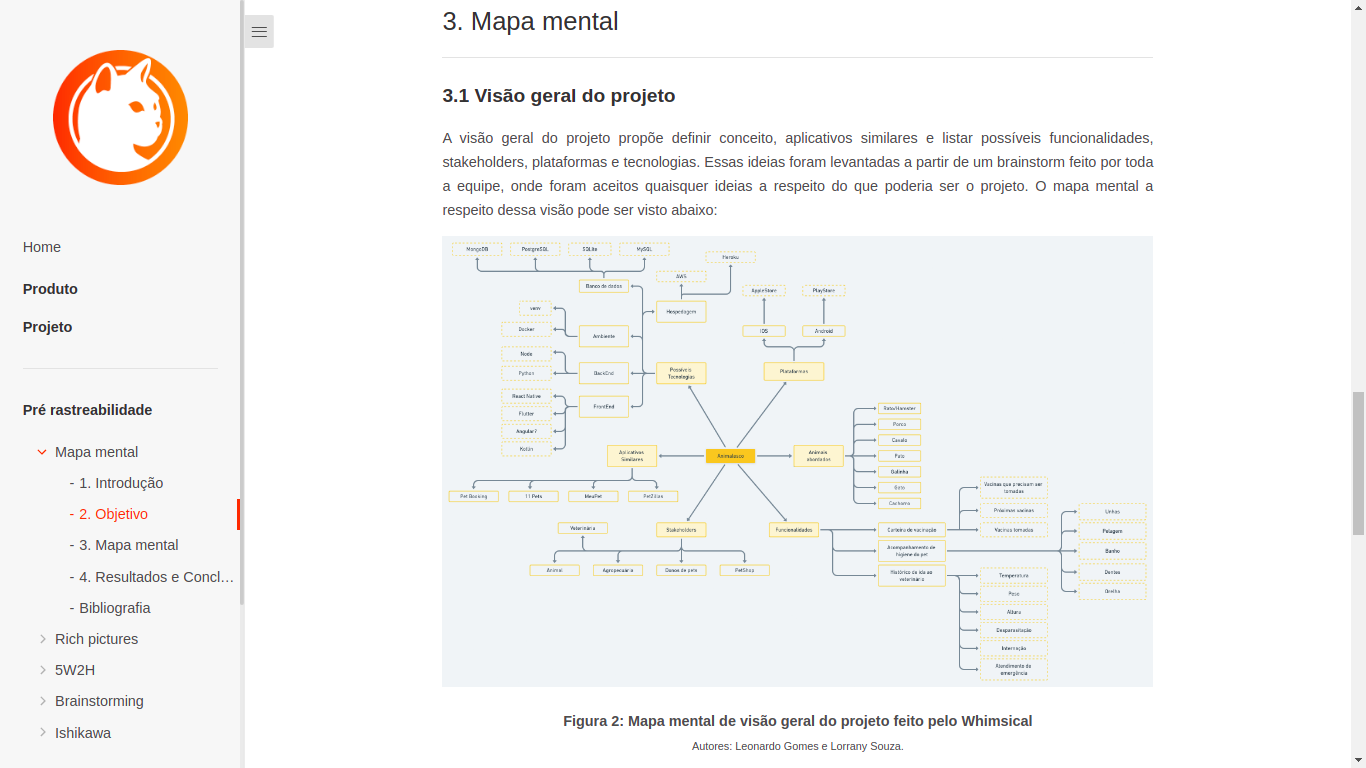 Home
Produto
Projeto
Pré rastreabilidade
Mapa mental
- 1. Introdução
- 2. Objetivo
- 3. Mapa mental
- 4. Resultados e Concl…
- Bibliografia
Rich pictures
5W2H
Brainstorming
Ishikawa
3. Mapa mental
3.1 Visão geral do projeto
A visão geral do projeto propõe definir conceito, aplicativos similares e listar possíveis funcionalidades,
stakeholders, plataformas e tecnologias. Essas ideias foram levantadas a partir de um brainstorm feito por toda
a equipe, onde foram aceitos quaisquer ideias a respeito do que poderia ser o projeto. O mapa mental a
respeito dessa visão pode ser visto abaixo:
MongoDB
PostgreSQL
SQLite
MySQL
Heroku
AWS
Banco de dados
AppleStore
PlayStore
venv
Hospedagem
Docker
Ambiente
IOS
Android
Node
Python
BackEnd
Possíveis
Tecnologias
Plataformas
React Native
Flutter
FrontEnd
Angular?
Kotlin
Rato/Hamster
Porco
Cavalo
Pato
Galinha
Gato
Cachorro
Aplicativos
Similares
Animalesco
Animais
abordados
Pet Booking
11 Pets
MeuPet
PetZillas
Vacinas que precisam ser
tomadas
Próximas vacinas
Vacinas tomadas
Veterinária
Stakeholders
Funcionalidades
Carteira de vacinação
Acompanhamento de
higiene do pet
Histórico de ida ao
veterinário
Unhas
Pelagem
Banho
Dentes
Orelha
Animal
Agropecuária
Donos de pets
PetShop
Temperatura
Peso
Altura
Desparasitação
Internação
Atendimento de
emergência
Figura 2: Mapa mental de visão geral do projeto feito pelo Whimsical
Autores: Leonardo Gomes e Lorrany Souza.